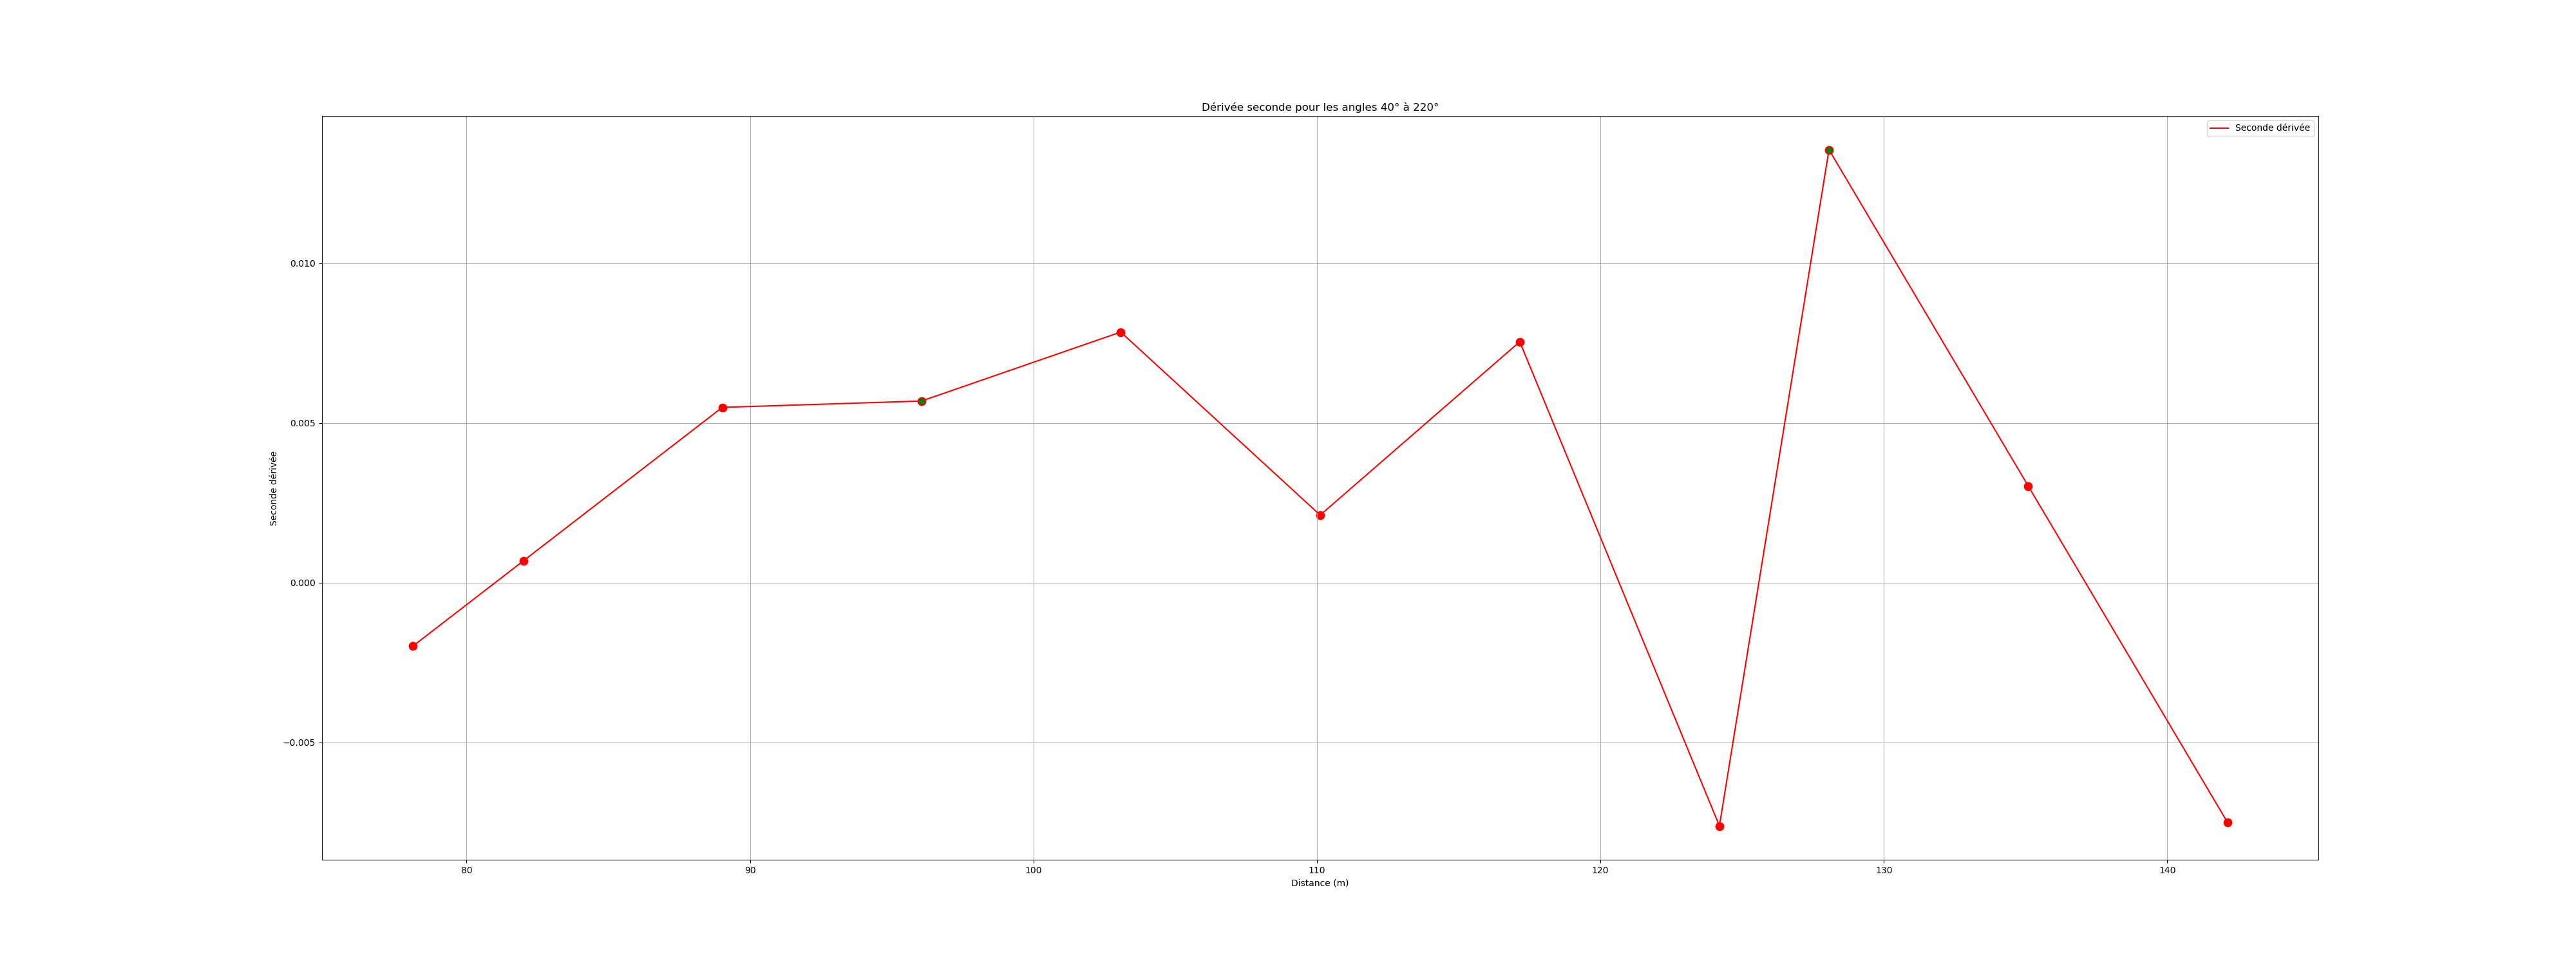 Dérivée seconde pour les angles 40° à 220°
Seconde dérivée
0.010
0.005
0.000
−0.005
Seconde dérivée
80 90 100 110 120 130 140
Distance (m)